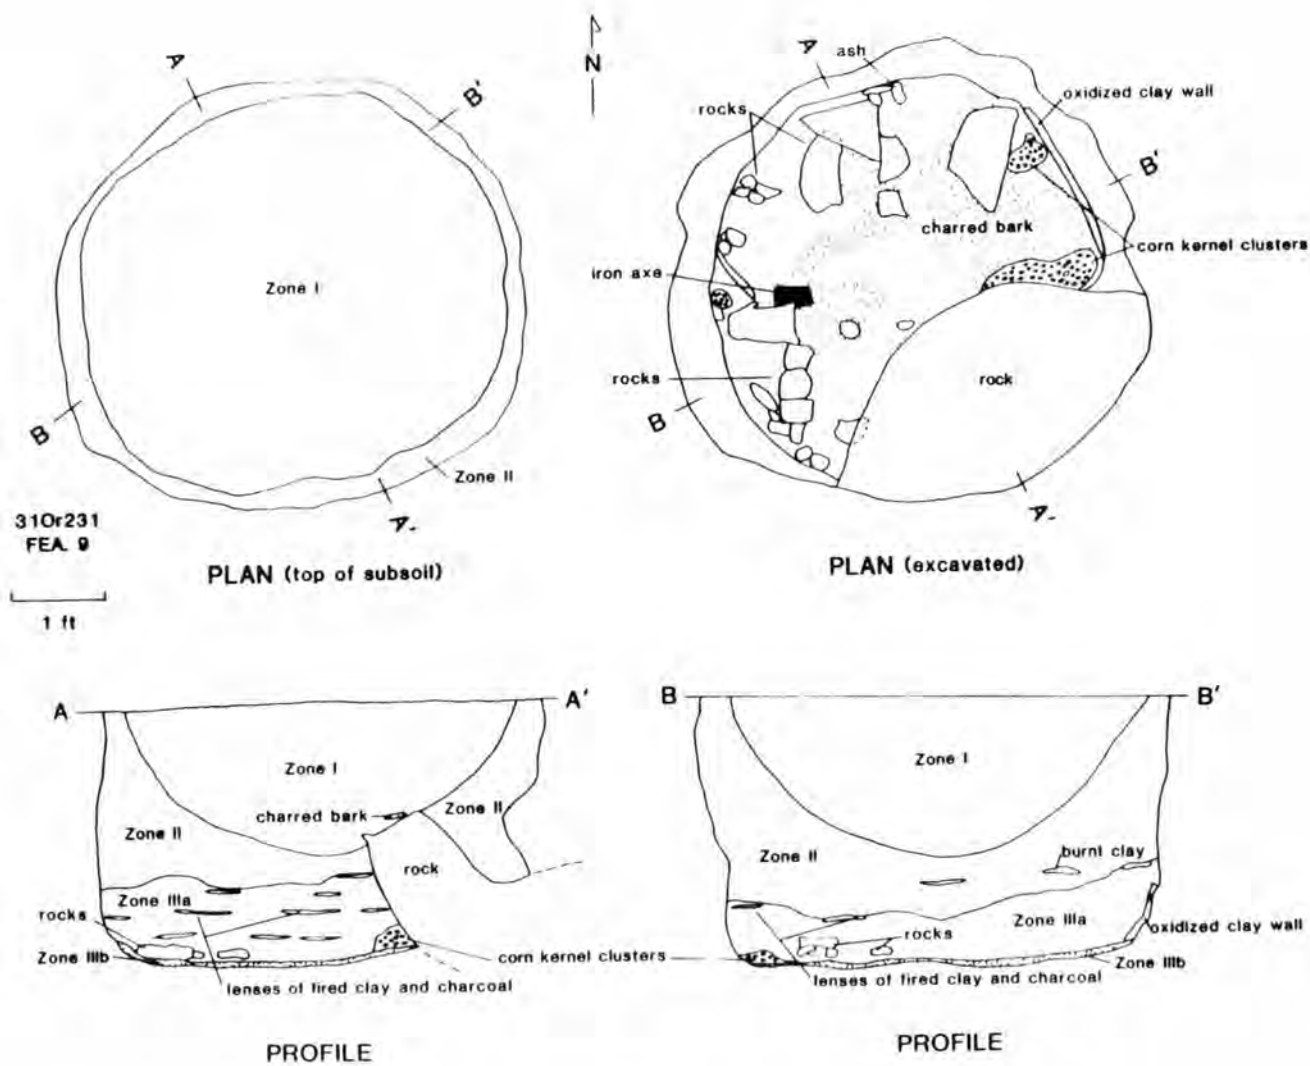 A
B'
Zone I
B
Zone II
A'
31Or231
FEA. 9
PLAN (top of subsoil)
1 ft
N
A
ash
oxidized clay wall
rocks
B'
charred bark
corn kernel clusters
iron axe
rocks
rock
B
A'
PLAN (excavated)
A
A'
Zone I
charred bark
Zone II
Zone II
rock
Zone IIIa
rocks
Zone IIIb
corn kernel clusters
lenses of fired clay and charcoal
PROFILE
B
B'
Zone I
Zone II
burnt clay
Zone IIIa
rocks
oxidized clay wall
Zone IIIb
lenses of fired clay and charcoal
PROFILE